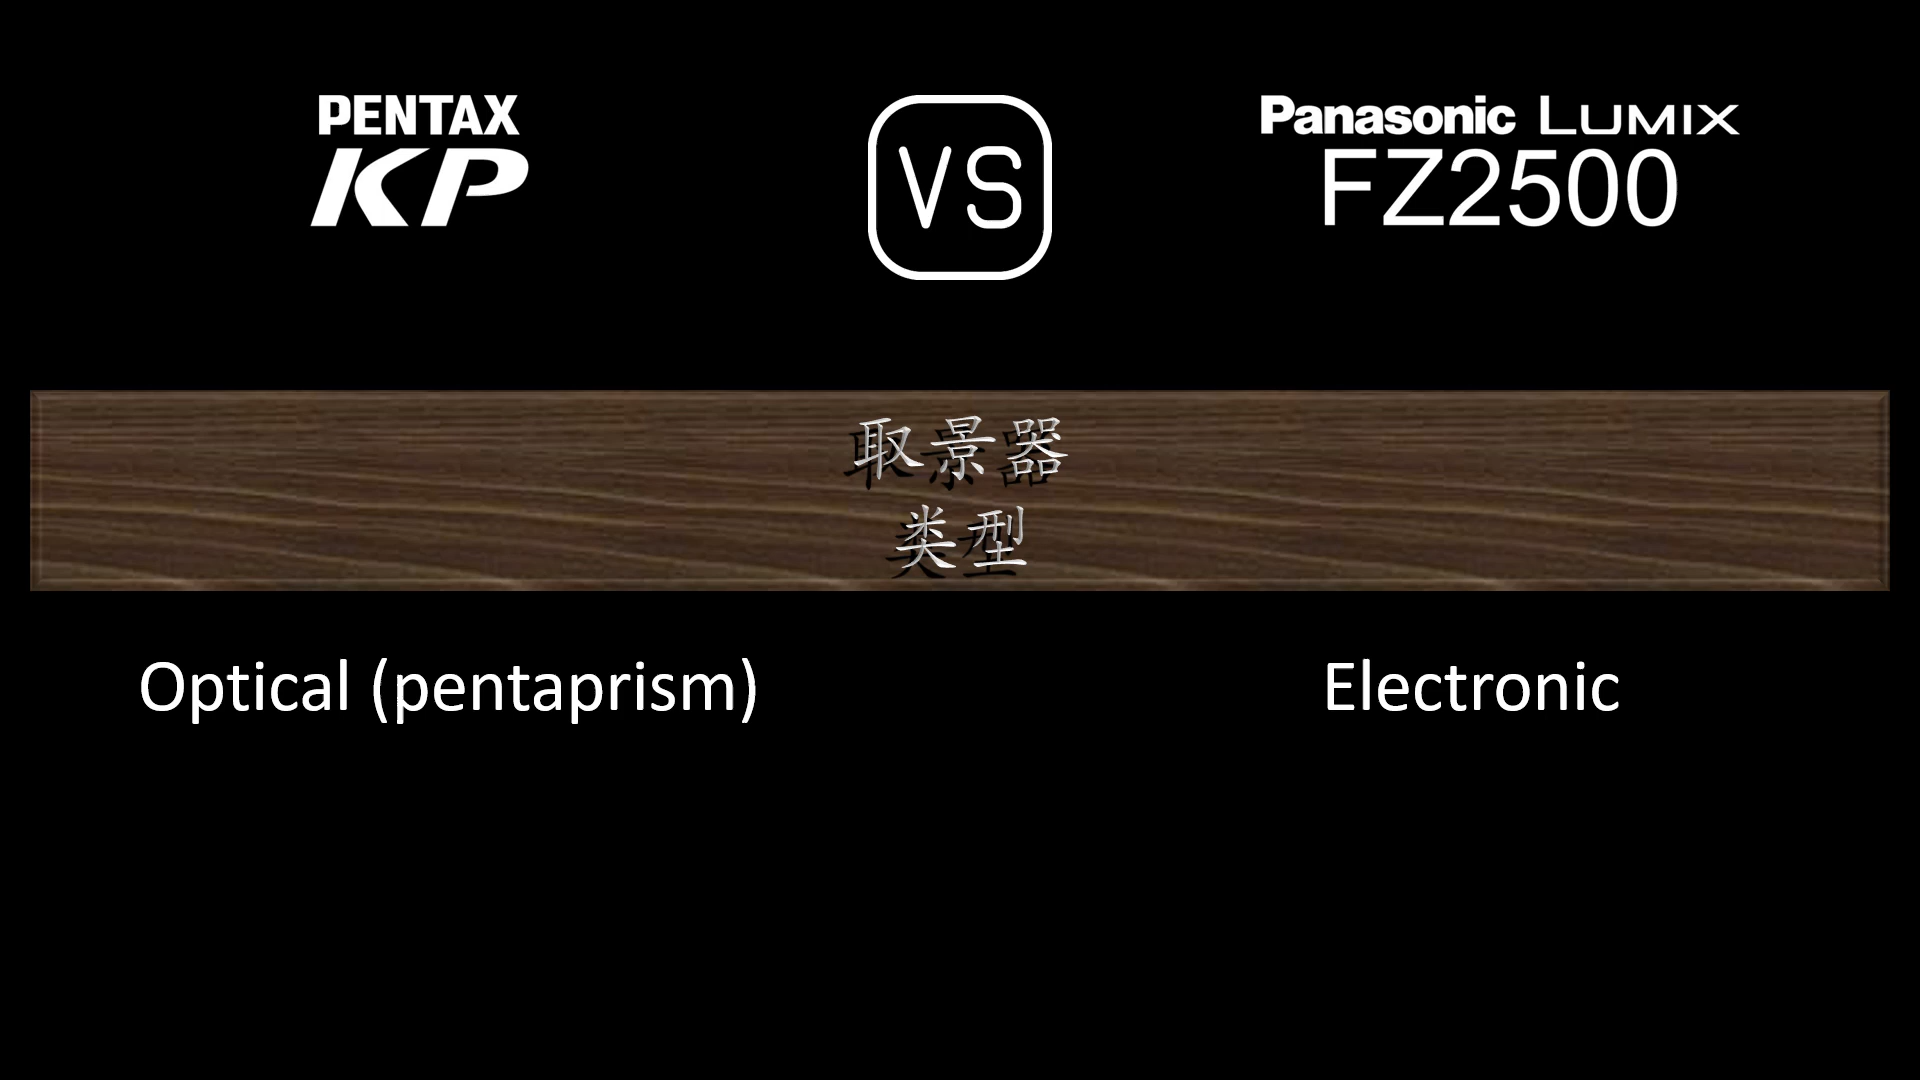 PENTAX
KP
VS
Panasonic LUMIX
FZ2500
取景器
类型
Optical (pentaprism)
Electronic